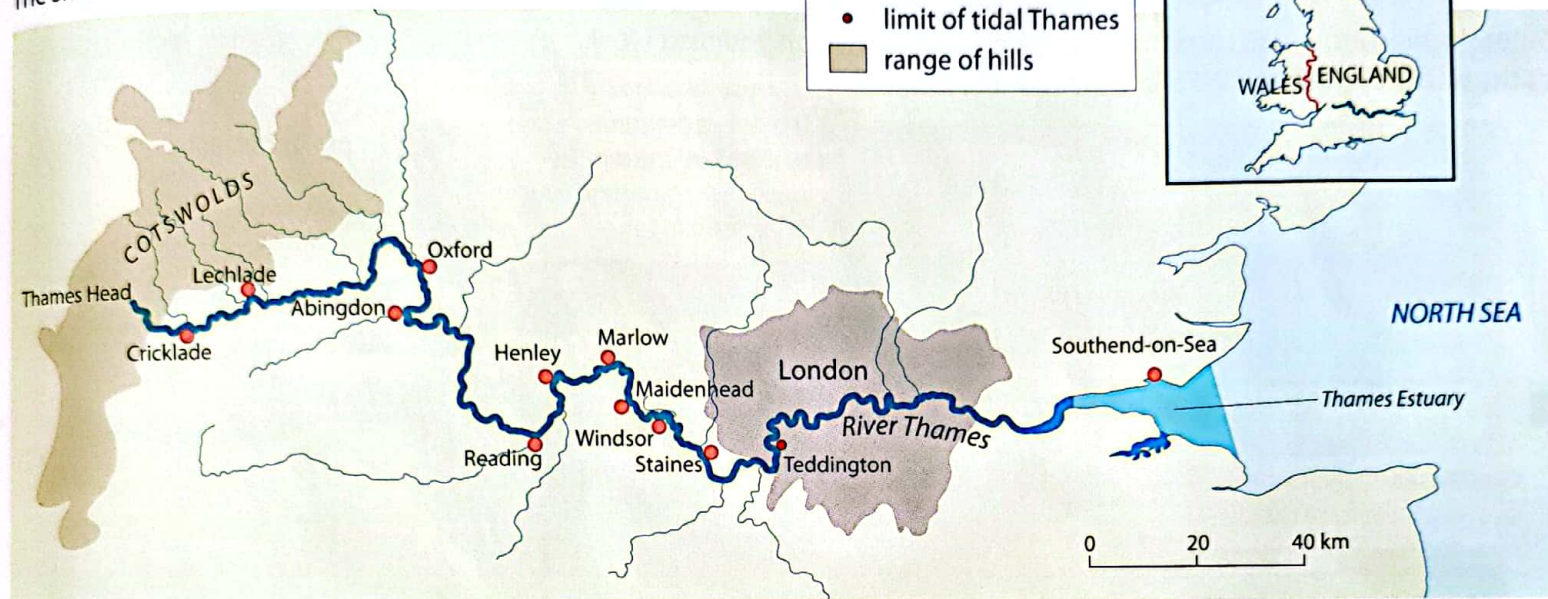 The
limit of tidal Thames
range of hills
WALES
ENGLAND
COTSWOLDS
Oxford
Lechlade
Thames Head
Abingdon
Cricklade
NORTH SEA
Marlow
Henley
Southend-on-Sea
London
Maidenhead
Thames Estuary
River Thames
Windsor
Reading
Staines
Teddington
0 20 40 km